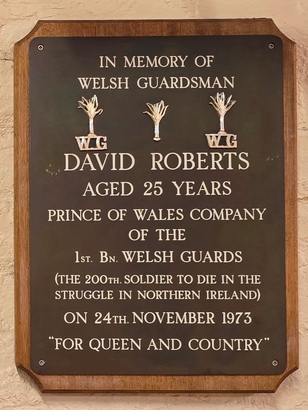 IN MEMORY OF
WELSH GUARDSMAN
WG WG
DAVID ROBERTS
AGED 25 YEARS
PRINCE OF WALES COMPANY
OF THE
1ST. BN. WELSH GUARDS
(THE 200TH. SOLDIER TO DIE IN THE
STRUGGLE IN NORTHERN IRELAND)
ON 24TH. NOVEMBER 1973
"FOR QUEEN AND COUNTRY"